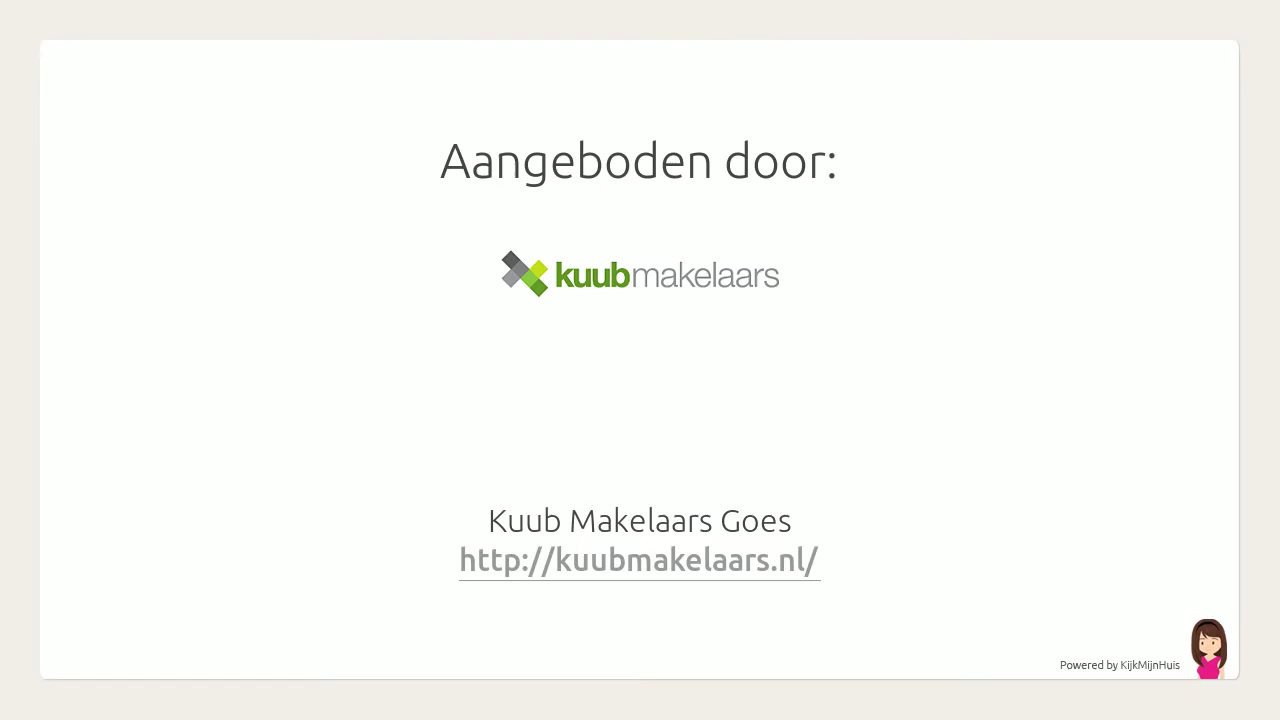 Aangeboden door:
kuubmakelaars
Kuub Makelaars Goes
http://kuubmakelaars.nl/
Powered by KijkMijnHuis